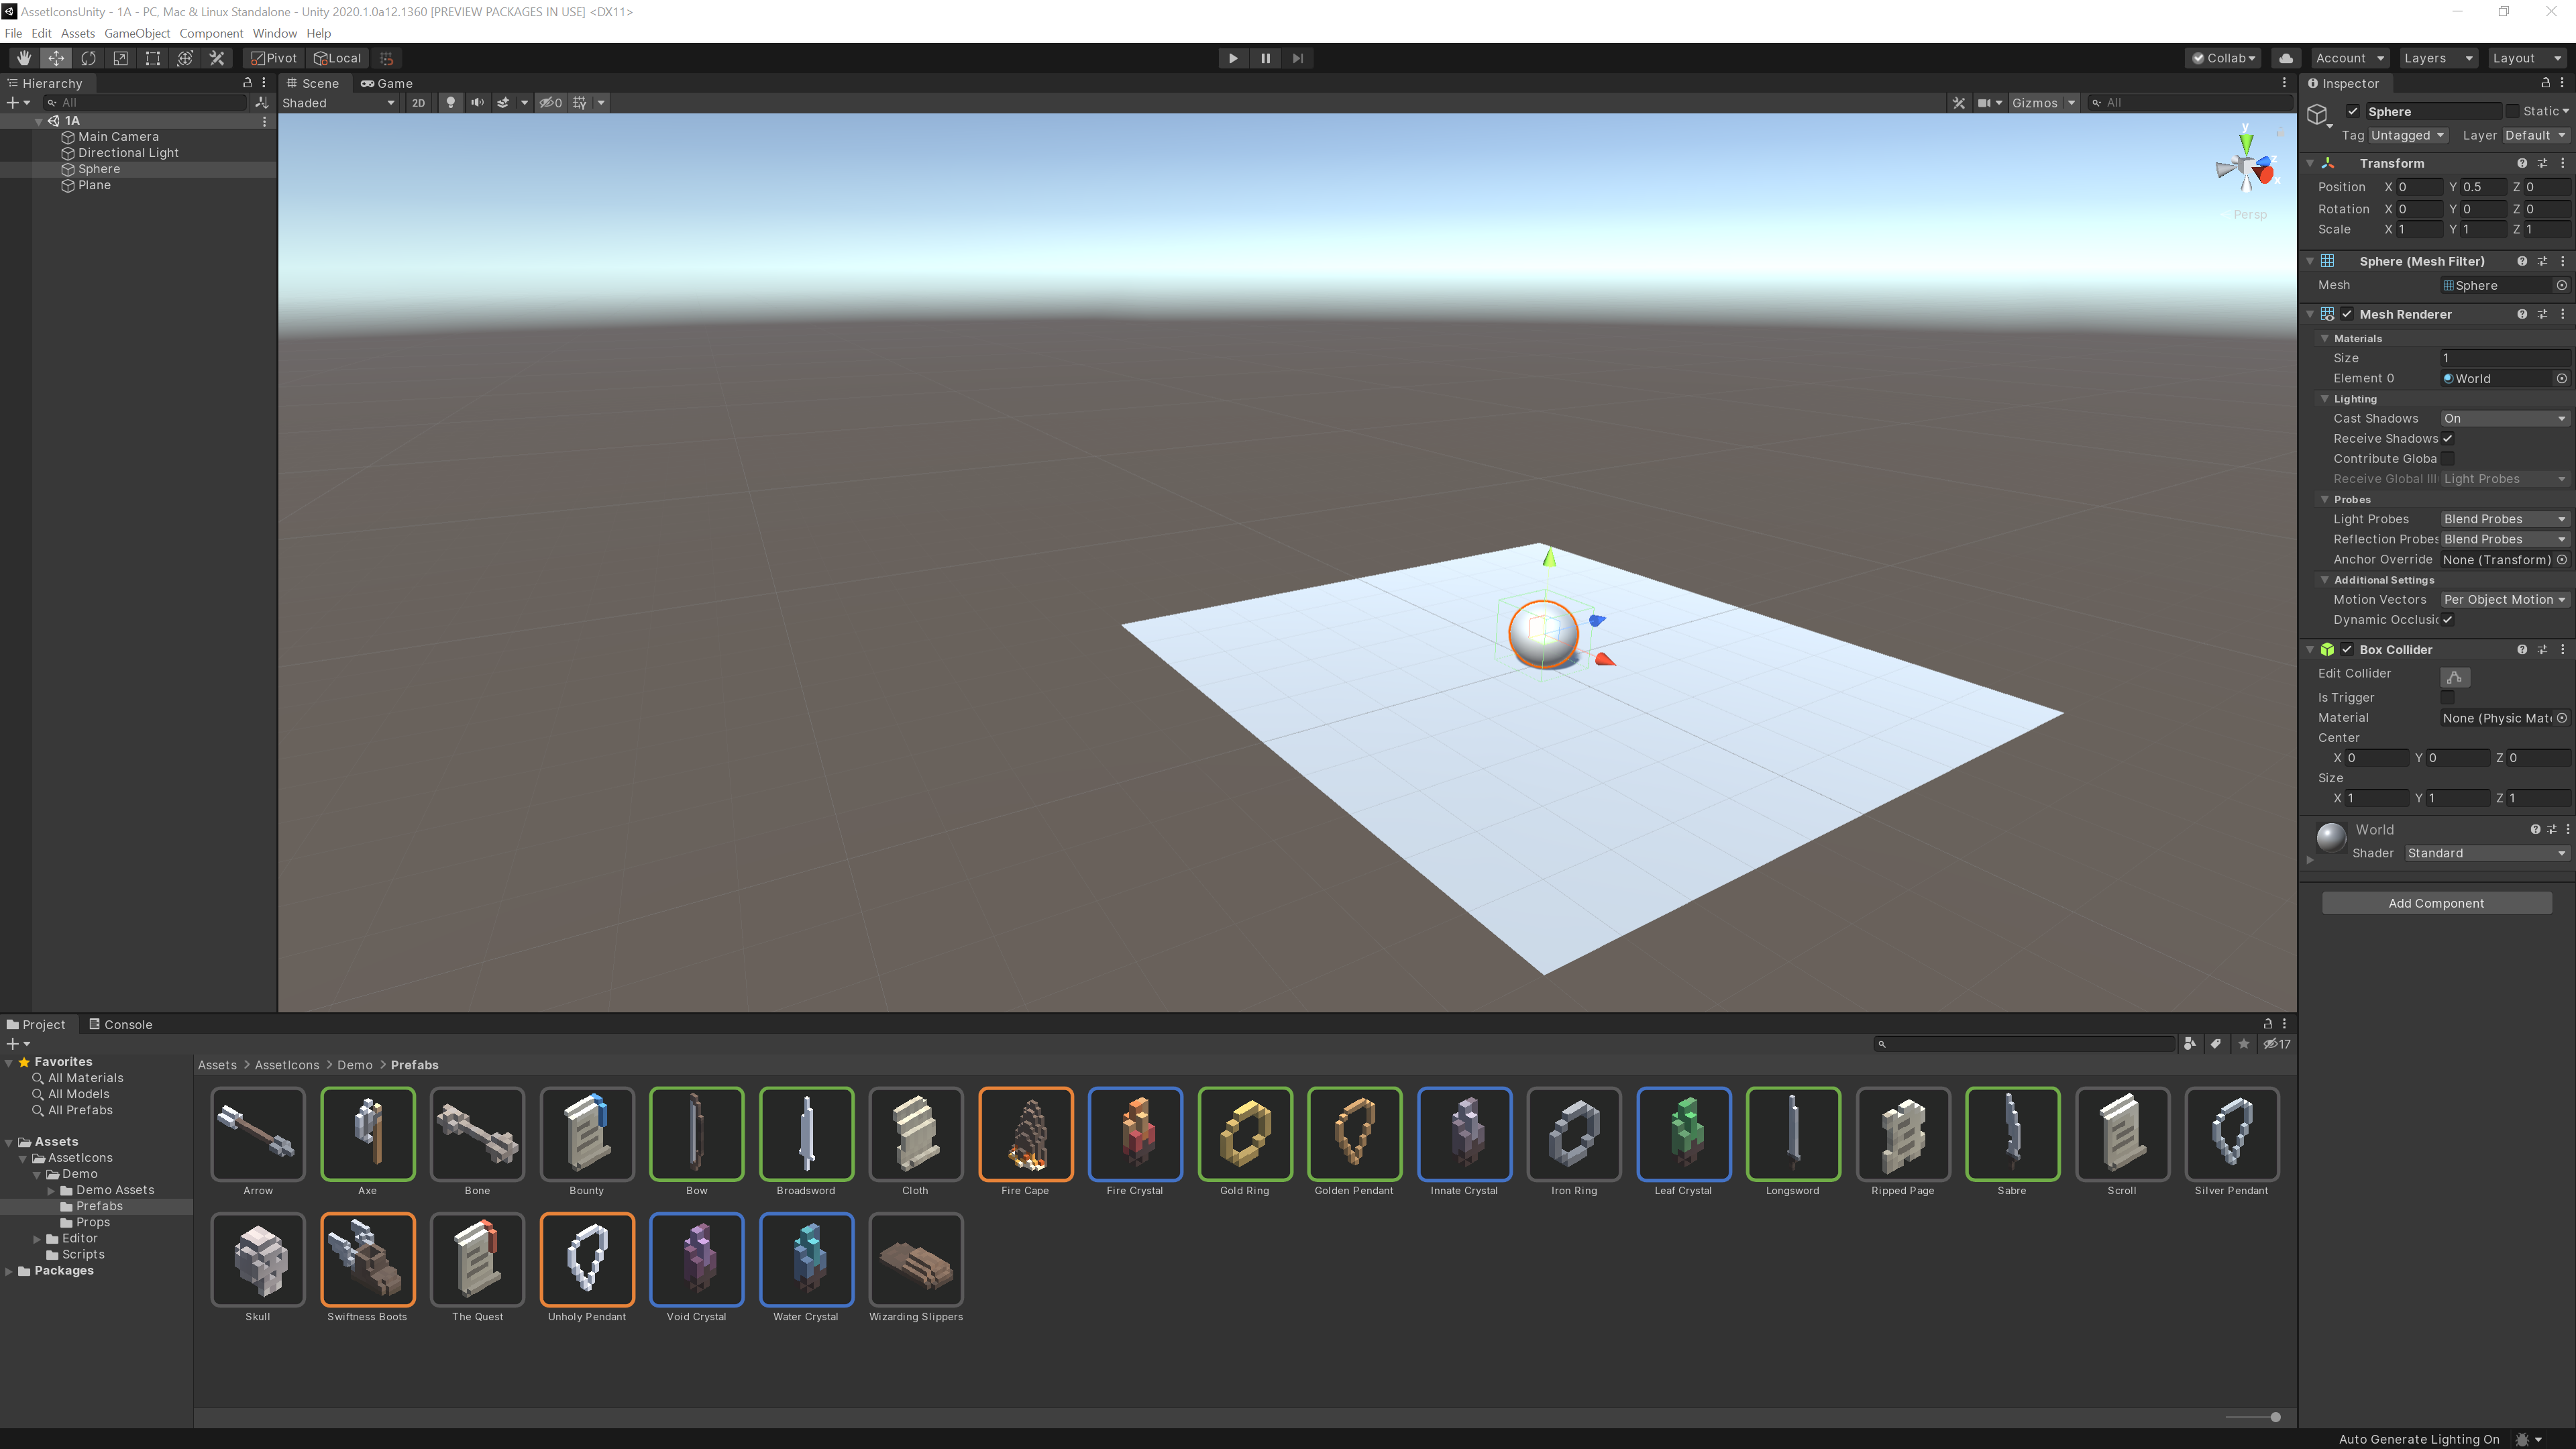 AssetIconsUnity - 1A - PC, Mac & Linux Standalone - Unity 2020.1.0a12.1360 [PREVIEW PACKAGES IN USE] <DX11>
File Edit Assets GameObject Component Window Help
Pivot Local Collab Account Layers Layout
Hierarchy
All
1A
Main Camera
Directional Light
Sphere
Plane
Scene Game
Shaded 2D 0 Gizmos All
y
z
x
Persp
Inspector
Sphere Static
Tag Untagged Layer Default
Transform
Position X 0 Y 0.5 Z 0
Rotation X 0 Y 0 Z 0
Scale X 1 Y 1 Z 1
Sphere (Mesh Filter)
Mesh Sphere
Mesh Renderer
Materials
Size 1
Element 0 World
Lighting
Cast Shadows On
Receive Shadows
Contribute Globa
Receive Global Ill Light Probes
Probes
Light Probes Blend Probes
Reflection Probes Blend Probes
Anchor Override None (Transform)
Additional Settings
Motion Vectors Per Object Motion
Dynamic Occlusic
Box Collider
Edit Collider
Is Trigger
Material None (Physic Mate
Center
X 0 Y 0 Z 0
Size
X 1 Y 1 Z 1
World
Shader Standard
Add Component
Project Console
17
Favorites
All Materials
All Models
All Prefabs
Assets
AssetIcons
Demo
Demo Assets
Prefabs
Props
Editor
Scripts
Packages
Assets > AssetIcons > Demo > Prefabs
Arrow Axe Bone Bounty Bow Broadsword Cloth Fire Cape Fire Crystal Gold Ring Golden Pendant Innate Crystal Iron Ring Leaf Crystal Longsword Ripped Page Sabre Scroll Silver Pendant
Skull Swiftness Boots The Quest Unholy Pendant Void Crystal Water Crystal Wizarding Slippers
Auto Generate Lighting On